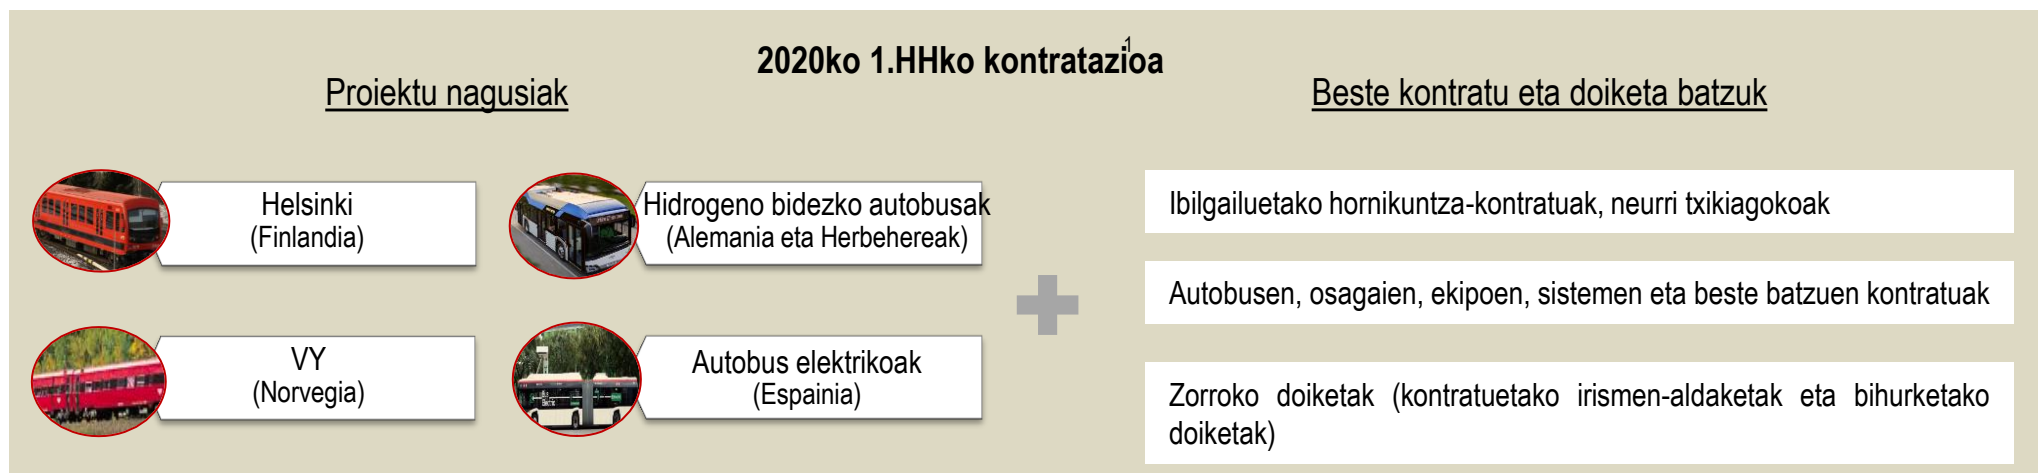 2020ko 1.HHko kontratazioa¹
Proiektu nagusiak
Helsinki
(Finlandia)
Hidrogeno bidezko autobusak
(Alemania eta Herbehereak)
VY
(Norvegia)
Autobus elektrikoak
(Espainia)
Beste kontratu eta doiketa batzuk
Ibilgailuetako hornikuntza-kontratuak, neurri txikiagokoak
Autobusen, osagaien, ekipoen, sistemen eta beste batzuen kontratuak
Zorroko doiketak (kontratuetako irismen-aldaketak eta bihurketako
doiketak)